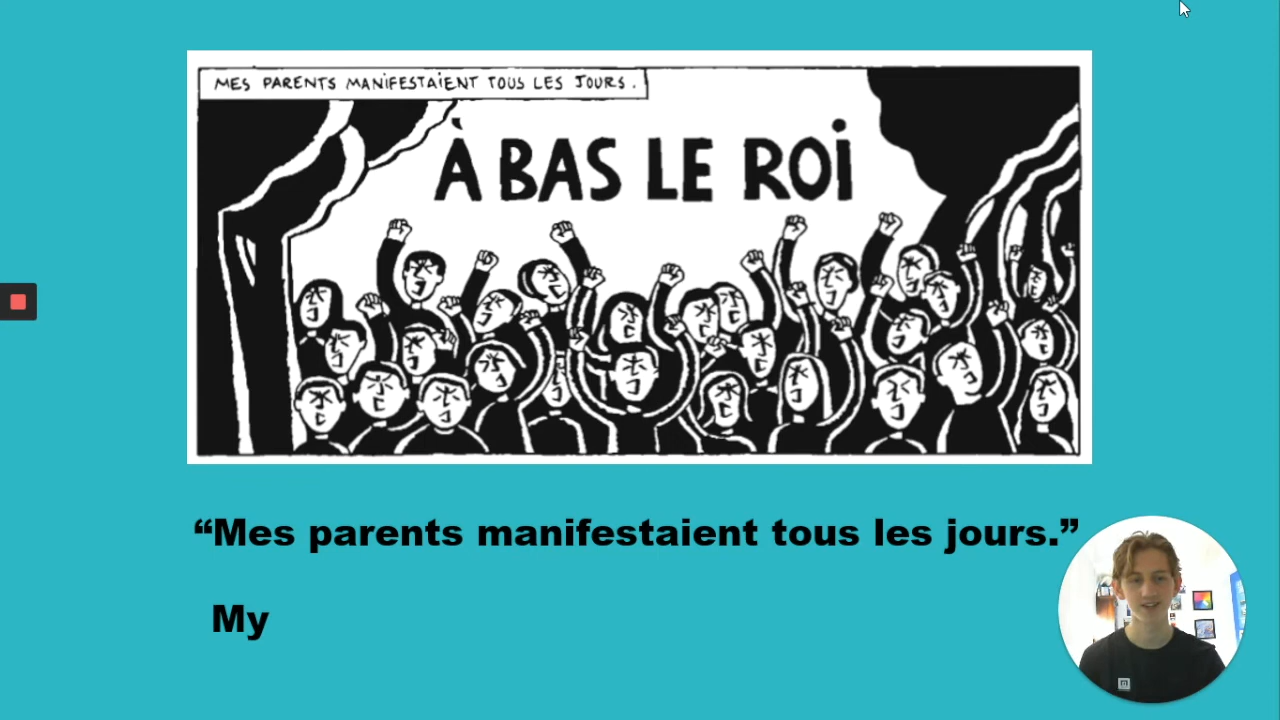 MES PARENTS MANIFESTAIENT TOUS LES JOURS.
À BAS LE ROI
“Mes parents manifestaient tous les jours.”
My